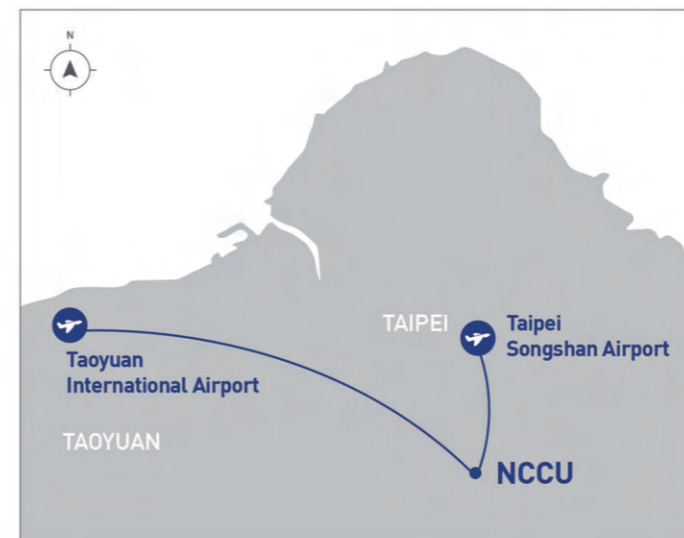 N
TAIPEI
Taipei
Songshan Airport
Taoyuan
International Airport
TAOYUAN
NCCU